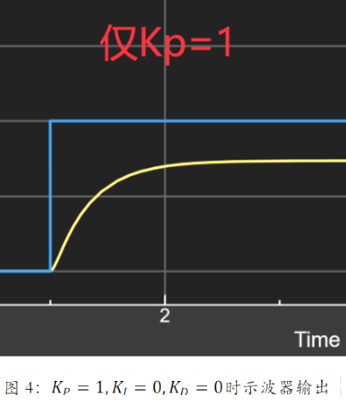 仅Kp=1
2
Time
图 4：K_P = 1, K_I = 0, K_D = 0时示波器输出